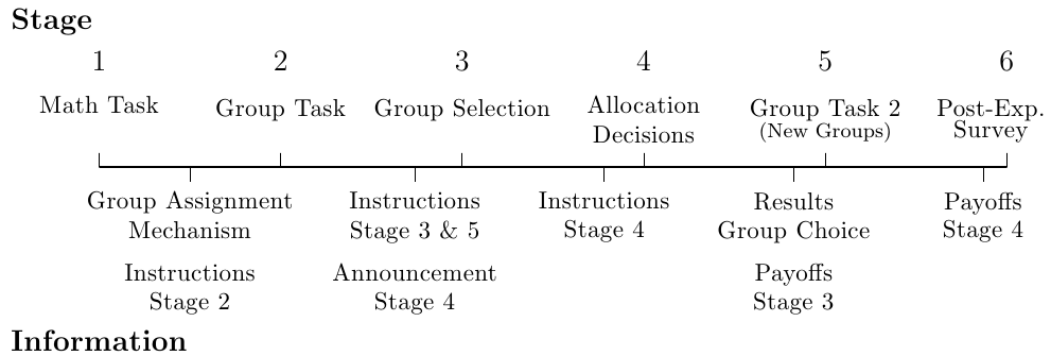 Stage
1 2 3 4 5 6
Math Task Group Task Group Selection Allocation Decisions Group Task 2 (New Groups) Post-Exp. Survey
Group Assignment Mechanism Instructions Stage 3 & 5 Instructions Stage 4 Results Group Choice Payoffs Stage 4
Instructions Stage 2 Announcement Stage 4 Payoffs Stage 3
Information